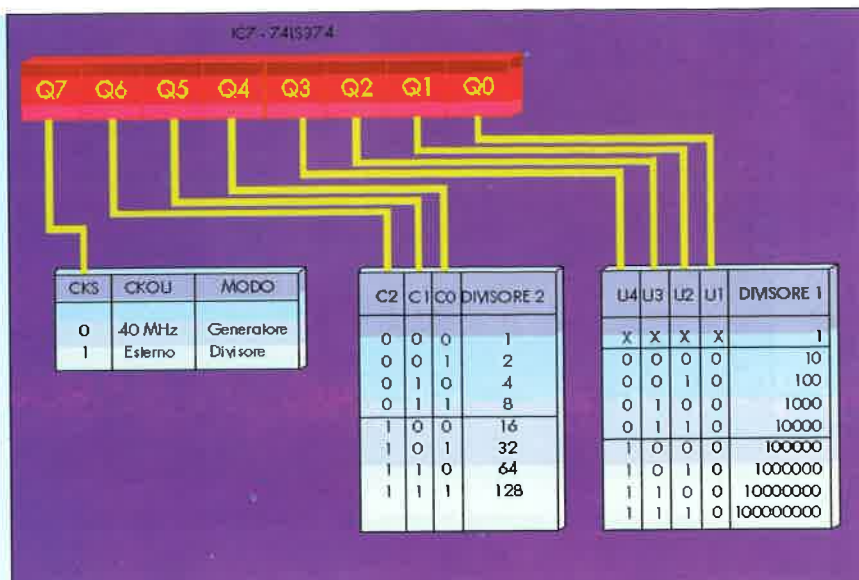 IC7 - 74LS374
Q7 Q6 Q5 Q4 Q3 Q2 Q1 Q0
CKS CKOU MODO
0 40 MHz Generatore
1 Esterno Divisore
C2 C1 C0 DIVISORE 2
0 0 0 1
0 0 1 2
0 1 0 4
0 1 1 8
1 0 0 16
1 0 1 32
1 1 0 64
1 1 1 128
U4 U3 U2 U1 DIVISORE 1
X X X X 1
0 0 0 0 10
0 0 1 0 100
0 1 0 0 1000
0 1 1 0 10000
1 0 0 0 100000
1 0 1 0 1000000
1 1 0 0 10000000
1 1 1 0 100000000